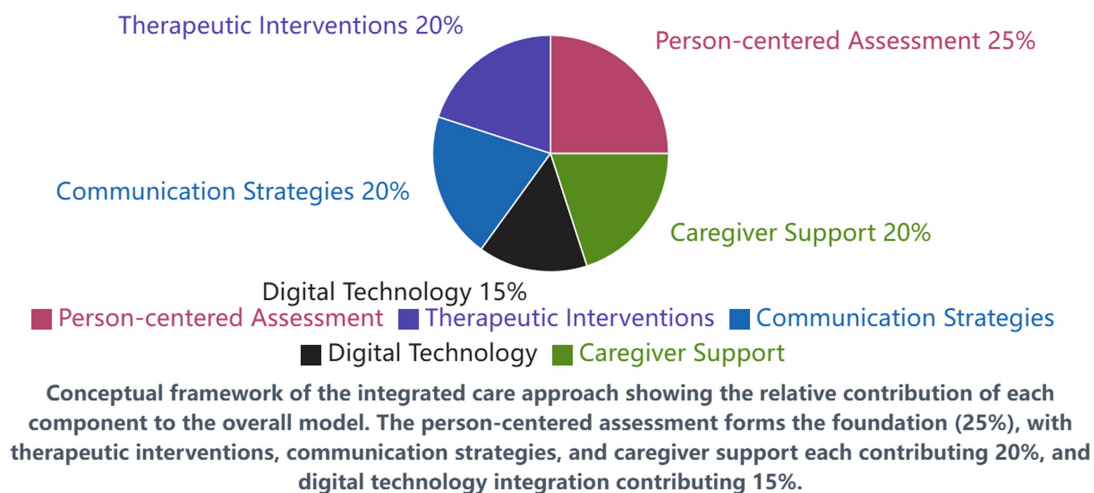 Therapeutic Interventions 20%
Person-centered Assessment 25%
Communication Strategies 20%
Caregiver Support 20%
Digital Technology 15%
Person-centered Assessment Therapeutic Interventions Communication Strategies
Digital Technology Caregiver Support
Conceptual framework of the integrated care approach showing the relative contribution of each
component to the overall model. The person-centered assessment forms the foundation (25%), with
therapeutic interventions, communication strategies, and caregiver support each contributing 20%, and
digital technology integration contributing 15%.